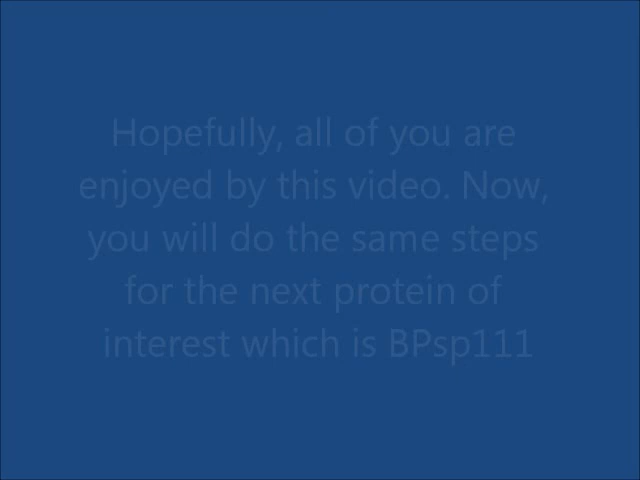 Hopefully, all of you are
enjoyed by this video. Now,
you will do the same steps
for the next protein of
interest which is BPsp111